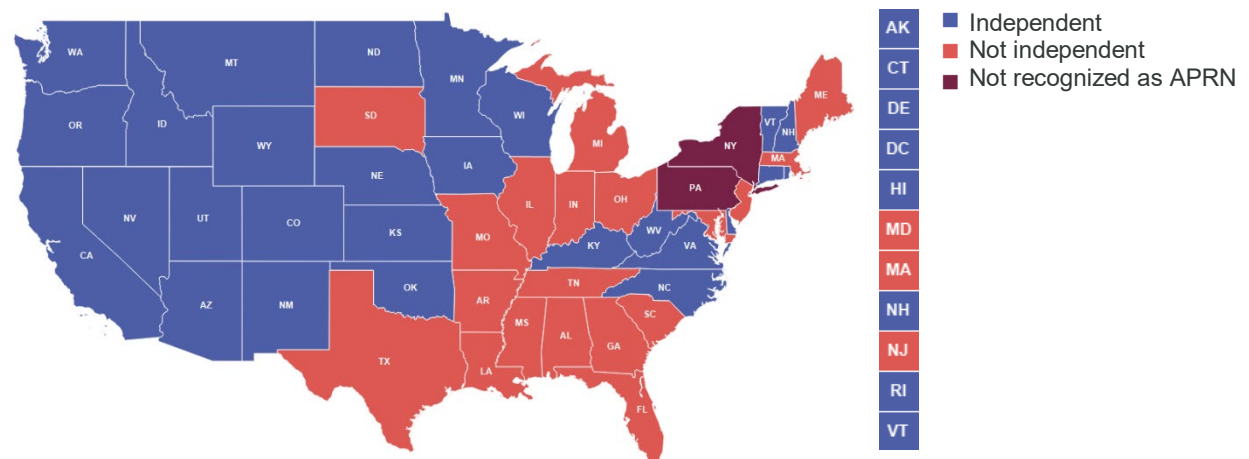 WA
MT
ND
MN
OR
ID
WY
SD
WI
MI
NY
VT
NH
ME
MA
NV
UT
CO
NE
IA
IL
IN
OH
PA
CA
KS
MO
KY
WV
VA
AZ
NM
OK
AR
TN
NC
TX
LA
MS
AL
GA
SC
FL
AK
CT
DE
DC
HI
MD
MA
NH
NJ
RI
VT
Independent
Not independent
Not recognized as APRN